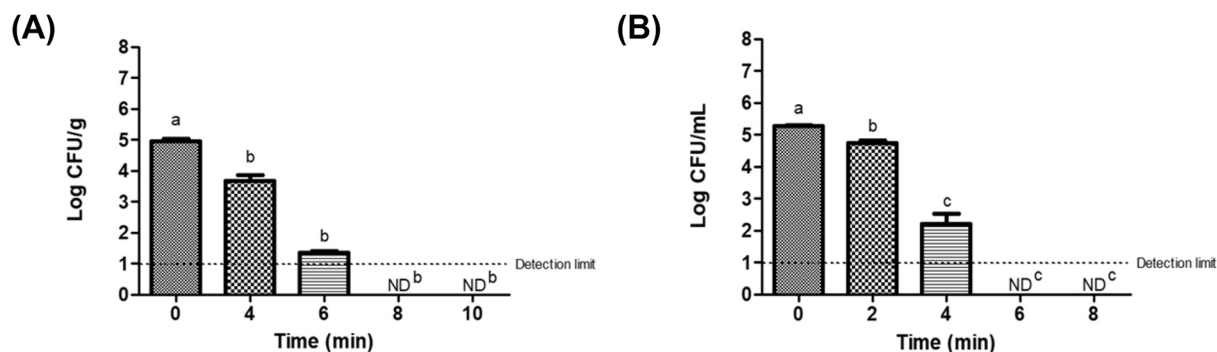 (A)
Log CFU/g
8
7
6
5
4
3
2
1
0
a
b
b
ND b
ND b
Detection limit
0 4 6 8 10
Time (min)
(B)
Log CFU/mL
8
7
6
5
4
3
2
1
0
a
b
c
ND c
ND c
Detection limit
0 2 4 6 8
Time (min)